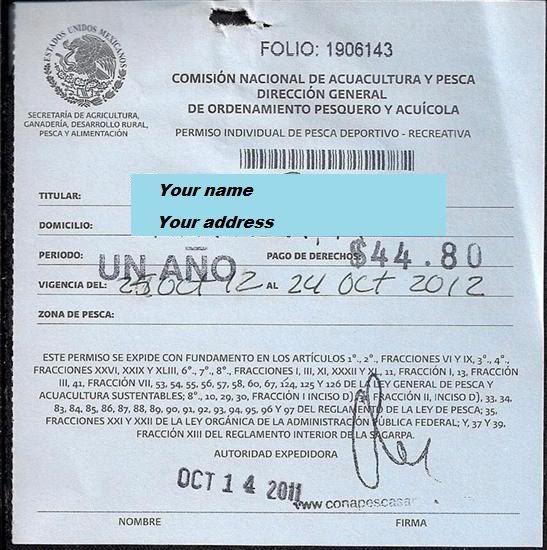 ESTADOS UNIDOS MEXICANOS
FOLIO: 1906143
COMISIÓN NACIONAL DE ACUACULTURA Y PESCA
DIRECCIÓN GENERAL
DE ORDENAMIENTO PESQUERO Y ACUÍCOLA
SECRETARÍA DE AGRICULTURA,
GANADERÍA, DESARROLLO RURAL,
PESCA Y ALIMENTACIÓN
PERMISO INDIVIDUAL DE PESCA DEPORTIVO - RECREATIVA
TITULAR: Your name
DOMICILIO: Your address
PERIODO: UN AÑO PAGO DE DERECHOS: $44.80
VIGENCIA DEL: 25 OCT 12 AL 24 OCT 2012
ZONA DE PESCA:
ESTE PERMISO SE EXPIDE CON FUNDAMENTO EN LOS ARTÍCULOS 1°., 2°., FRACCIONES VI Y IX, 3°., 4°.,
FRACCIONES XXVI, XXIX Y XLIII, 6°., 7°., 8°., FRACCIONES I, III, XI, XXXII Y XL, 11, FRACCIÓN I, 13, FRACCIÓN
III, 41, FRACCIÓN VII, 53, 54, 55, 56, 57, 58, 60, 67, 124, 125 Y 126 DE LA LEY GENERAL DE PESCA Y
ACUACULTURA SUSTENTABLES; 8°., 10, 29, 30, FRACCIÓN I INCISO D) FRACCIÓN II, INCISO D), 33. 34.
83, 84, 85, 86, 87, 88, 89, 90, 91, 92, 93, 94, 95, 96 Y 97 DEL REGLAMENTO DE LA LEY DE PESCA; 35.
FRACCIONES XXI Y XXII DE LA LEY ORGÁNICA DE LA ADMINISTRACIÓN PÚBLICA FEDERAL; Y, 37 Y 39.
FRACCIÓN XIII DEL REGLAMENTO INTERIOR DE LA SAGARPA.
AUTORIDAD EXPEDIDORA
OCT 14 2011
www conapescasar
NOMBRE FIRMA